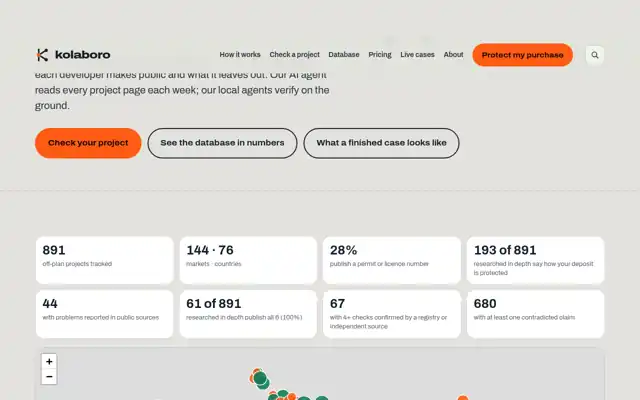 kolaboro
How it works
Check a project
Database
Pricing
Live cases
About
Protect my purchase
each developer makes public and what it leaves out. Our AI agent
reads every project page each week; our local agents verify on the
ground.
Check your project
See the database in numbers
What a finished case looks like
891
off-plan projects tracked
144 · 76
markets · countries
28%
publish a permit or licence number
193 of 891
researched in depth say how your deposit
is protected
44
with problems reported in public sources
61 of 891
researched in depth publish all 6 (100%)
67
with 4+ checks confirmed by a registry or
independent source
680
with at least one contradicted claim
+
−